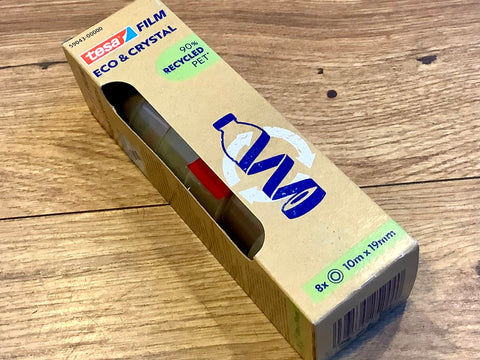 59043-00000
tesa FILM
ECO & CRYSTAL
90%
RECYCLED
PET*
8x 10m x 19mm